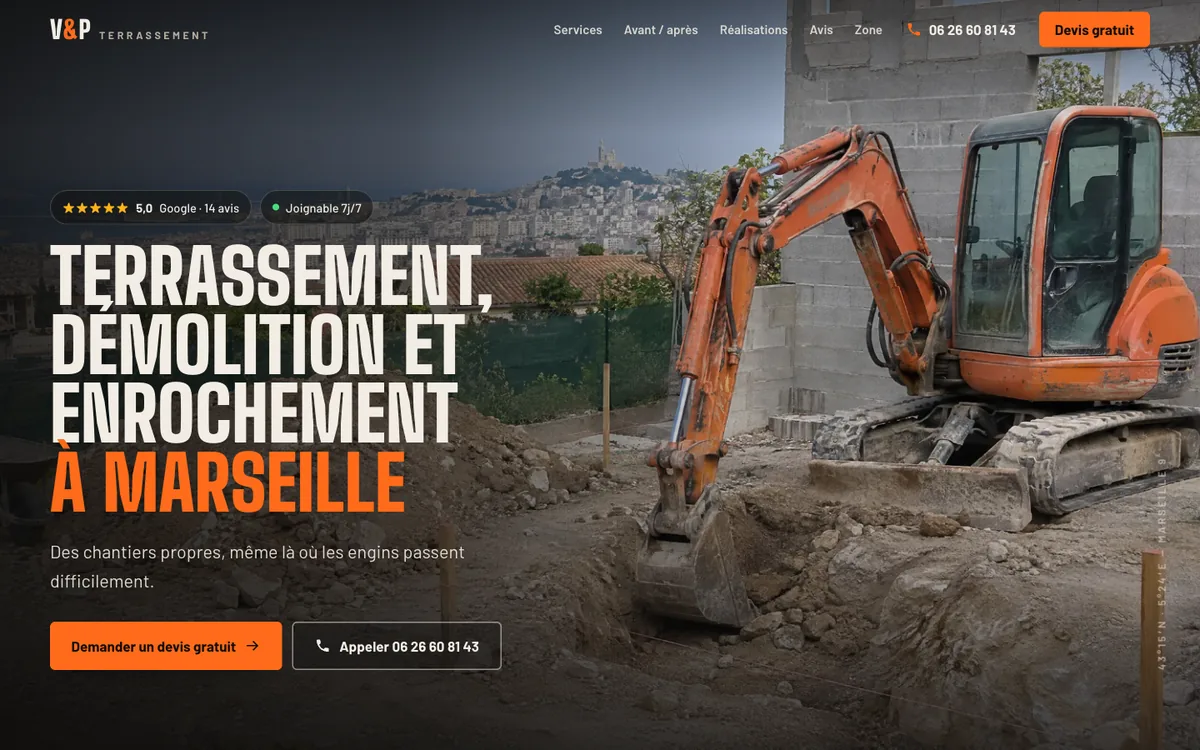 V&P TERRASSEMENT
Services Avant / après Réalisations Avis Zone 06 26 60 81 43 Devis gratuit
5,0 Google · 14 avis Joignable 7j/7
TERRASSEMENT,
DÉMOLITION ET
ENROCHEMENT
À MARSEILLE
Des chantiers propres, même là où les engins passent
difficilement.
Demander un devis gratuit → Appeler 06 26 60 81 43
43°15′N 5°24′E MARSEILLE 9